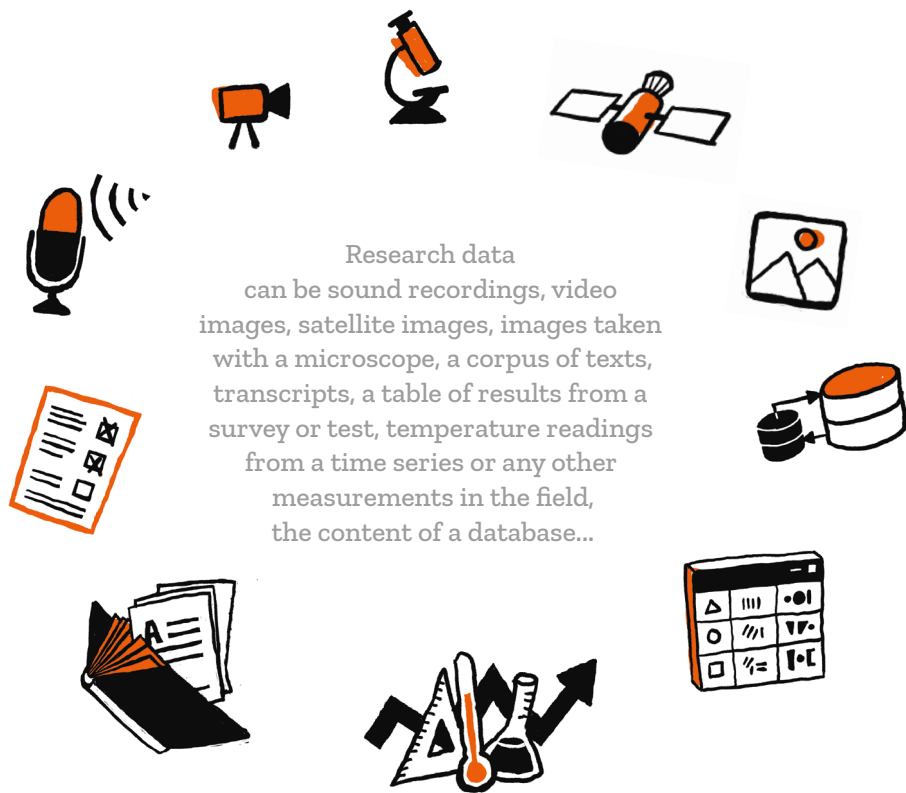 Research data
can be sound recordings, video
images, satellite images, images taken
with a microscope, a corpus of texts,
transcripts, a table of results from a
survey or test, temperature readings
from a time series or any other
measurements in the field,
the content of a database...
A